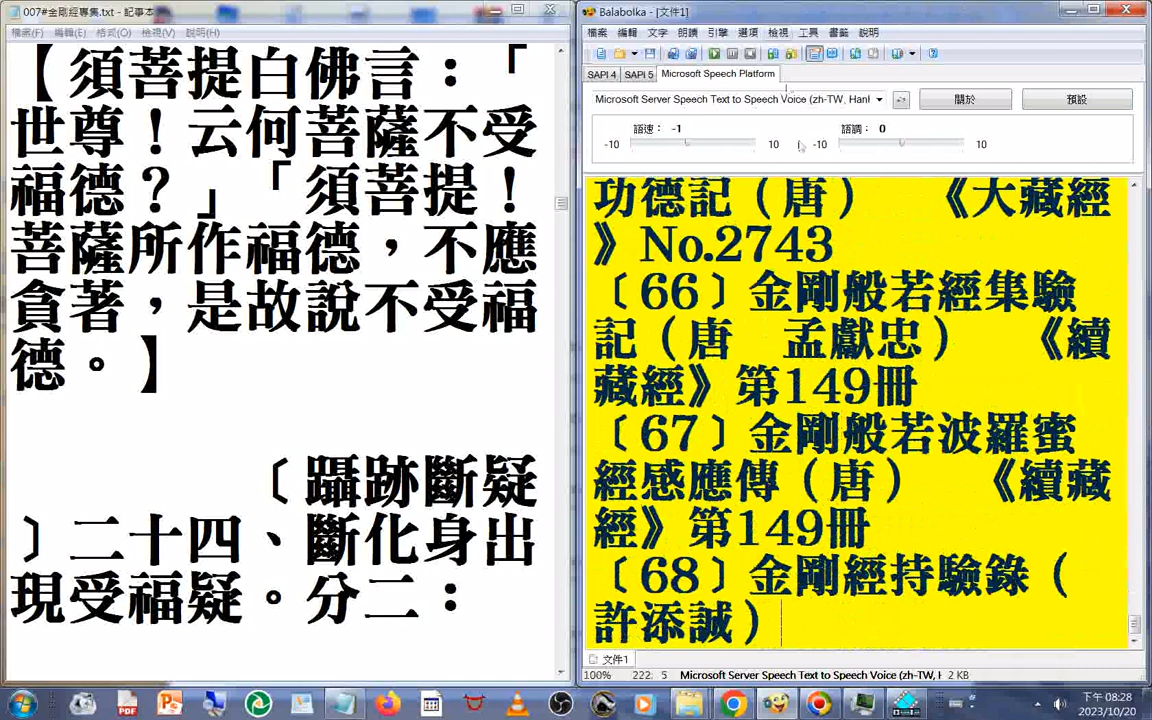 007#金剛經專集.txt - 記事本
檔案(F) 編輯(E) 格式(O) 檢視(V) 說明(H)
【須菩提白佛言：「
世尊！云何菩薩不受
福德？」「須菩提！
菩薩所作福德，不應
貪著，是故說不受福
德。】
〔躡跡斷疑
〕二十四、斷化身出
現受福疑。分二：
Balabolka - [文件1]
檔案 編輯 文字 朗讀 引擎 選項 檢視 工具 書籤 說明
SAPI 4 SAPI 5 Microsoft Speech Platform
Microsoft Server Speech Text to Speech Voice (zh-TW, Hanl
關於 預設
語速： -1 語調： 0
-10 10 -10 10
功德記（唐） 《大藏經
》No.2743
〔66〕金剛般若經集驗
記（唐 孟獻忠） 《續
藏經》第149冊
〔67〕金剛般若波羅蜜
經感應傳（唐） 《續藏
經》第149冊
〔68〕金剛經持驗錄（
許添誠）
文件1
100% 222: 5 Microsoft Server Speech Text to Speech Voice (zh-TW, H 2 KB
PDF
下午 08:28
2023/10/20